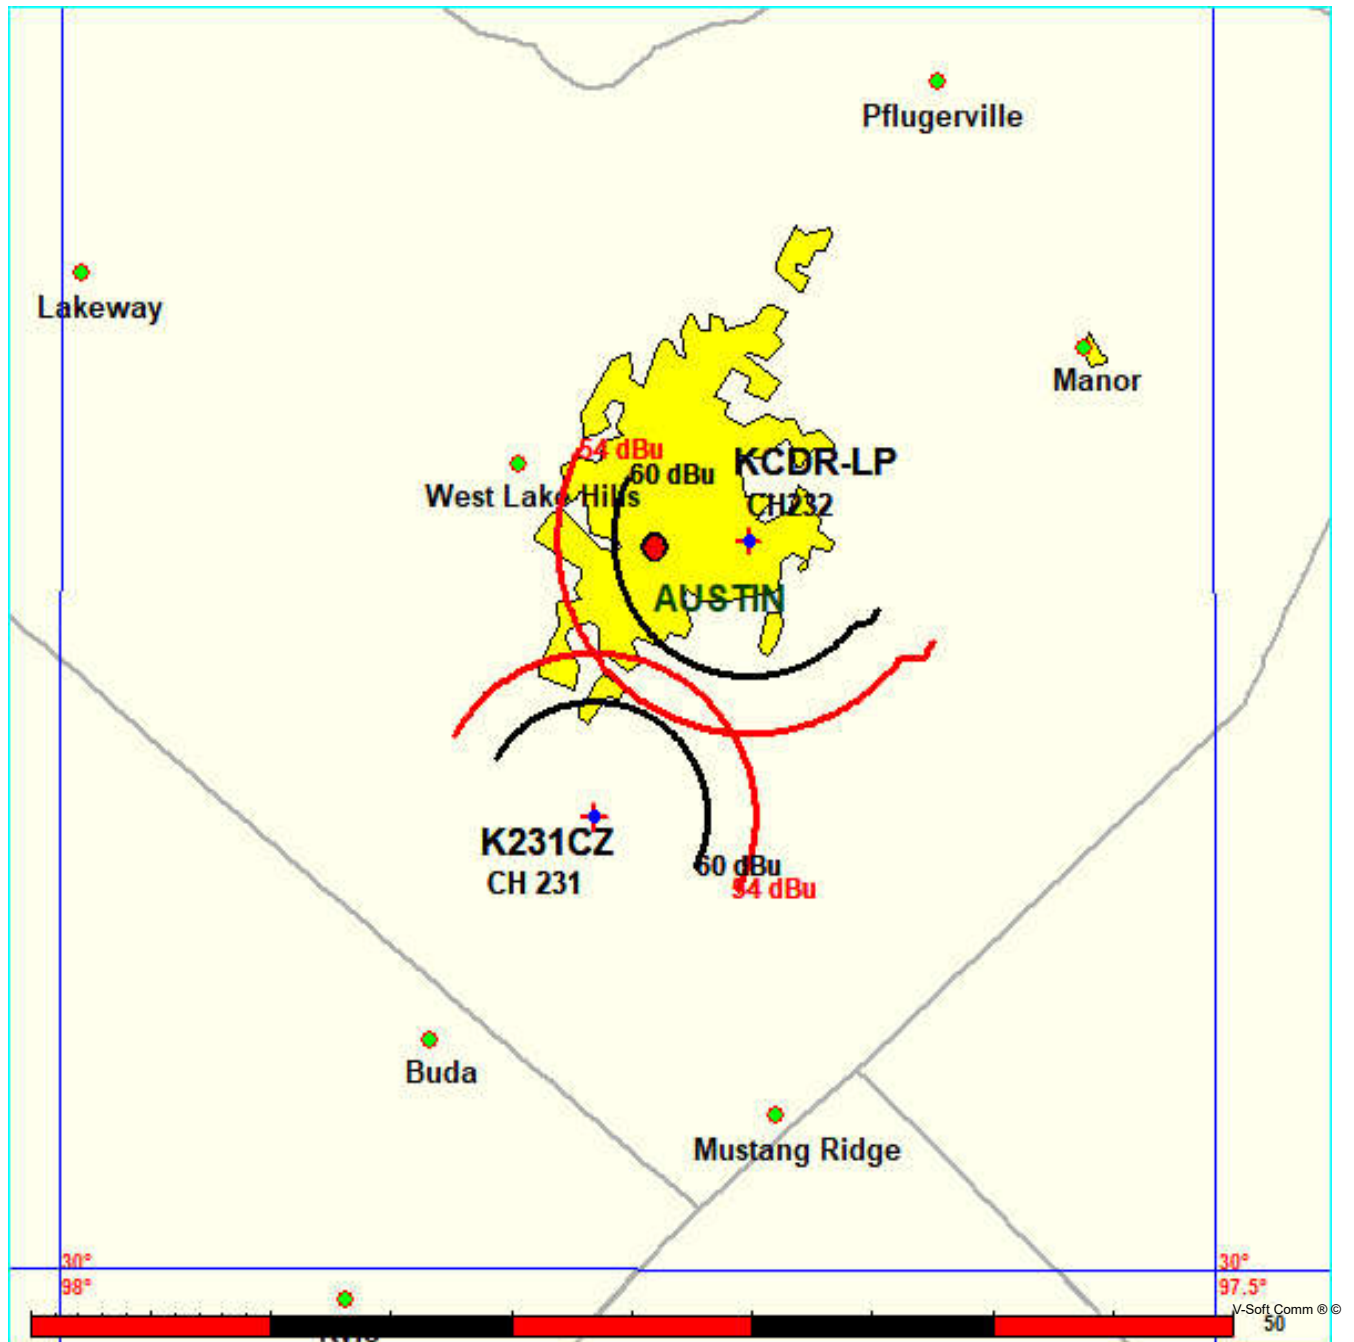 Pflugerville
Lakeway
Manor
54 dBu
KCDR-LP
60 dBu
West Lake Hills
CH232
AUSTIN
K231CZ
60 dBu
CH 231
54 dBu
Buda
Mustang Ridge
30°
30°
98°
97.5°
V-Soft Comm ® ©
50